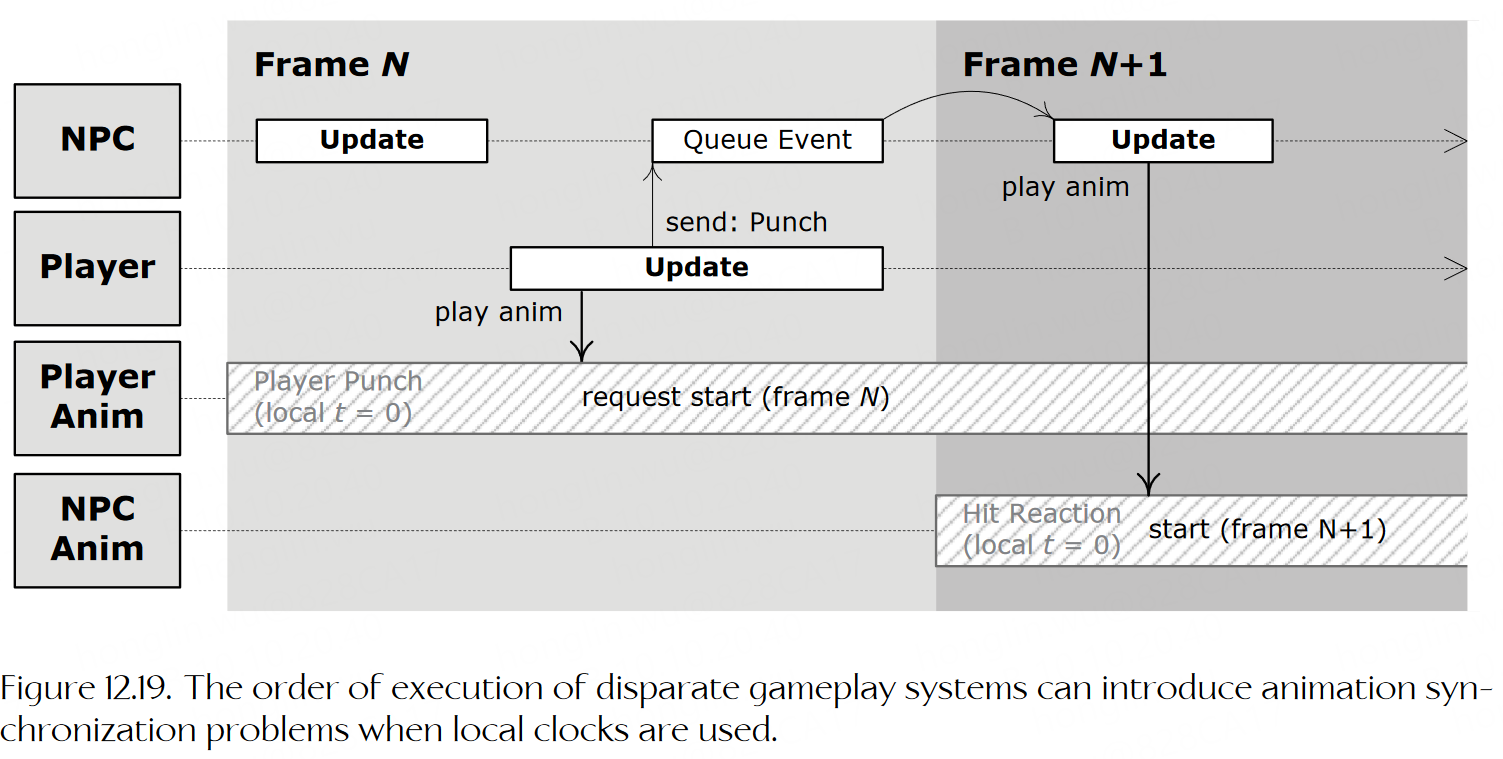 Frame N
Frame N+1
NPC
Update
Queue Event
Update
play anim
send: Punch
Player
Update
play anim
Player
Anim
Player Punch
(local t = 0)
request start (frame N)
NPC
Anim
Hit Reaction
(local t = 0)
start (frame N+1)
Figure 12.19. The order of execution of disparate gameplay systems can introduce animation syn-
chronization problems when local clocks are used.